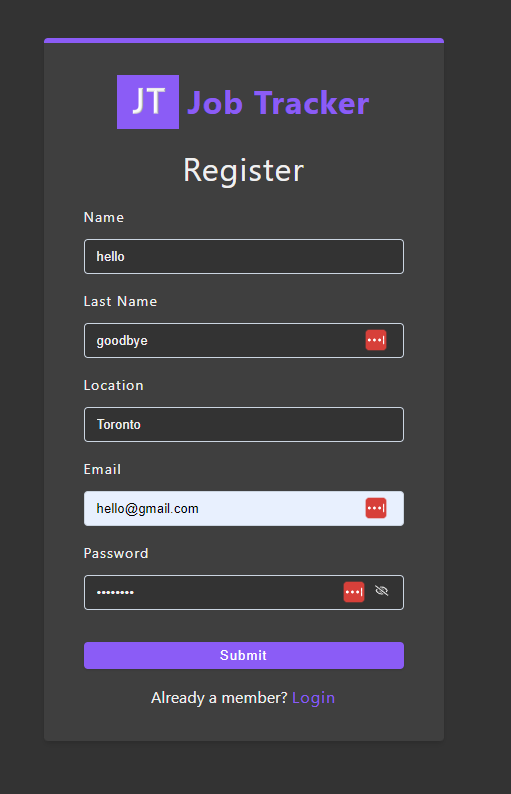 JT Job Tracker
Register
Name
hello
Last Name
goodbye
Location
Toronto
Email
hello@gmail.com
Password
••••••••
Submit
Already a member? Login